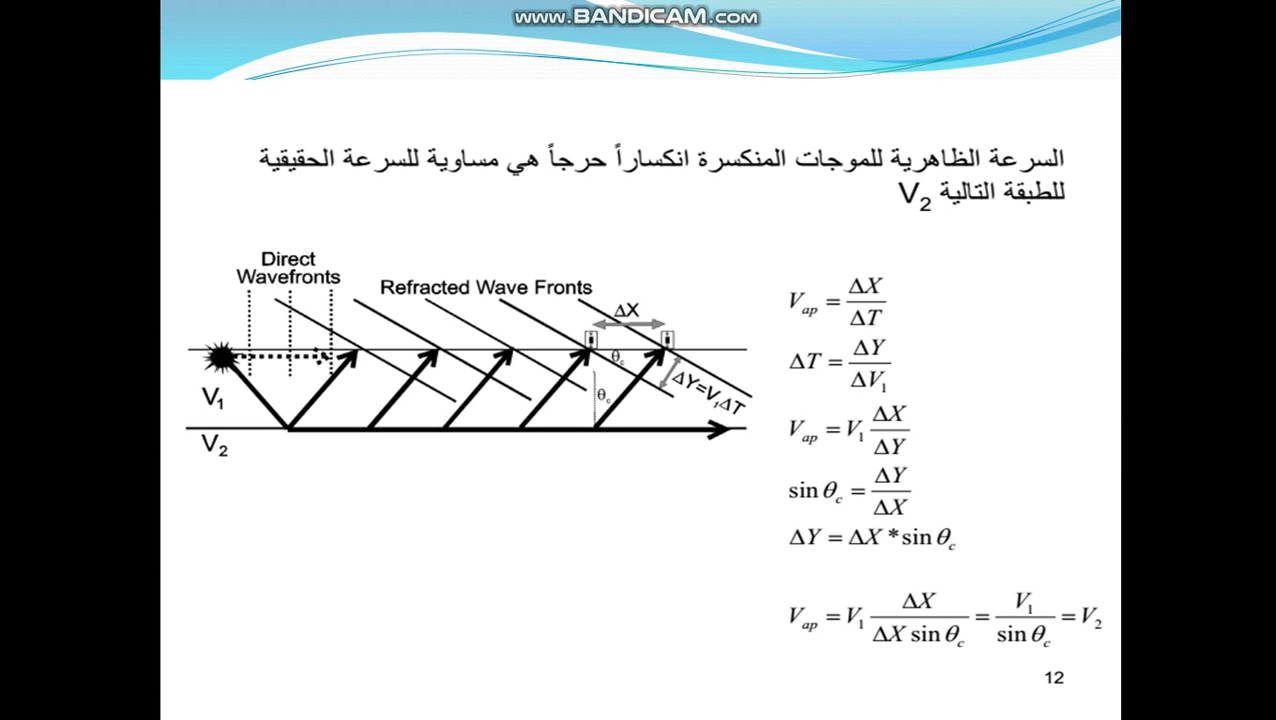 www.BANDICAM.com
السرعة الظاهرية للموجات المنكسرة انكساراً حرجاً هي مساوية للسرعة الحقيقية
للطبقة التالية V₂
Direct
Wavefronts
Refracted Wave Fronts
ΔX
θc
θc
ΔY=V₁ΔT
V₁
V₂
Vap = ΔX / ΔT
ΔT = ΔY / ΔV₁
Vap = V₁ ΔX / ΔY
sin θc = ΔY / ΔX
ΔY = ΔX * sin θc
Vap = V₁ ΔX / ΔX sin θc = V₁ / sin θc = V₂
12